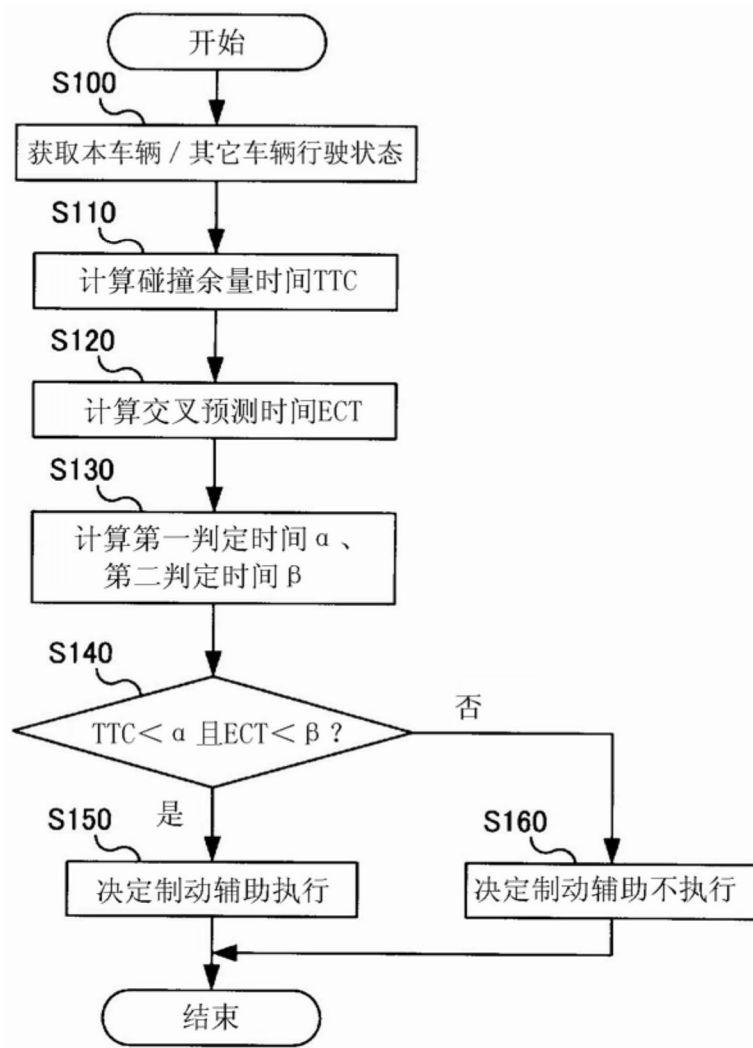 开始
S100
获取本车辆/其它车辆行驶状态
S110
计算碰撞余量时间TTC
S120
计算交叉预测时间ECT
S130
计算第一判定时间α、
第二判定时间β
S140
TTC<α且ECT<β?
否
是
S150
决定制动辅助执行
S160
决定制动辅助不执行
结束